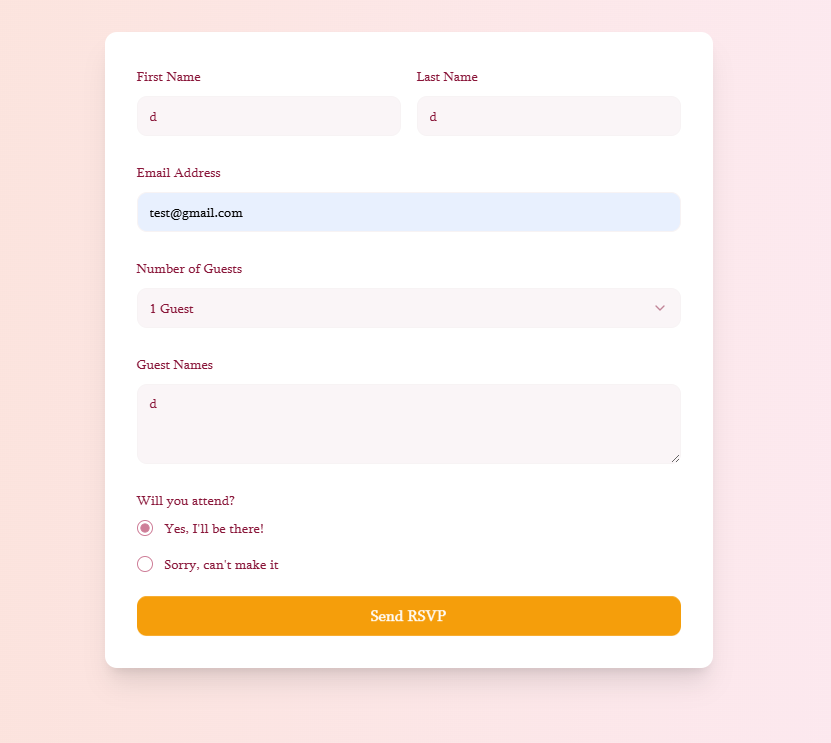 First Name Last Name
d d
Email Address
test@gmail.com
Number of Guests
1 Guest
Guest Names
d
Will you attend?
Yes, I'll be there!
Sorry, can't make it
Send RSVP